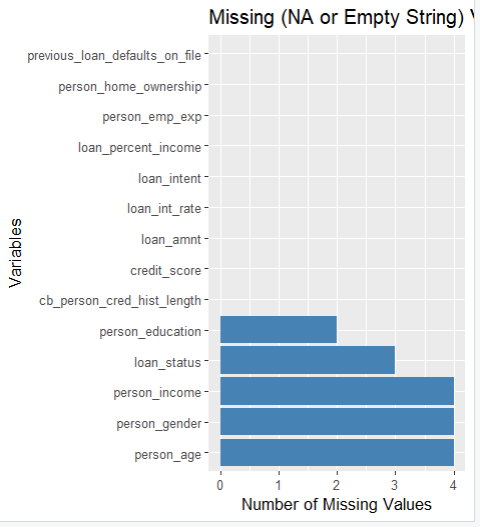 Missing (NA or Empty String)
previous_loan_defaults_on_file
person_home_ownership
person_emp_exp
loan_percent_income
loan_intent
loan_int_rate
loan_amnt
credit_score
cb_person_cred_hist_length
person_education
loan_status
person_income
person_gender
person_age
Variables
0 1 2 3 4
Number of Missing Values